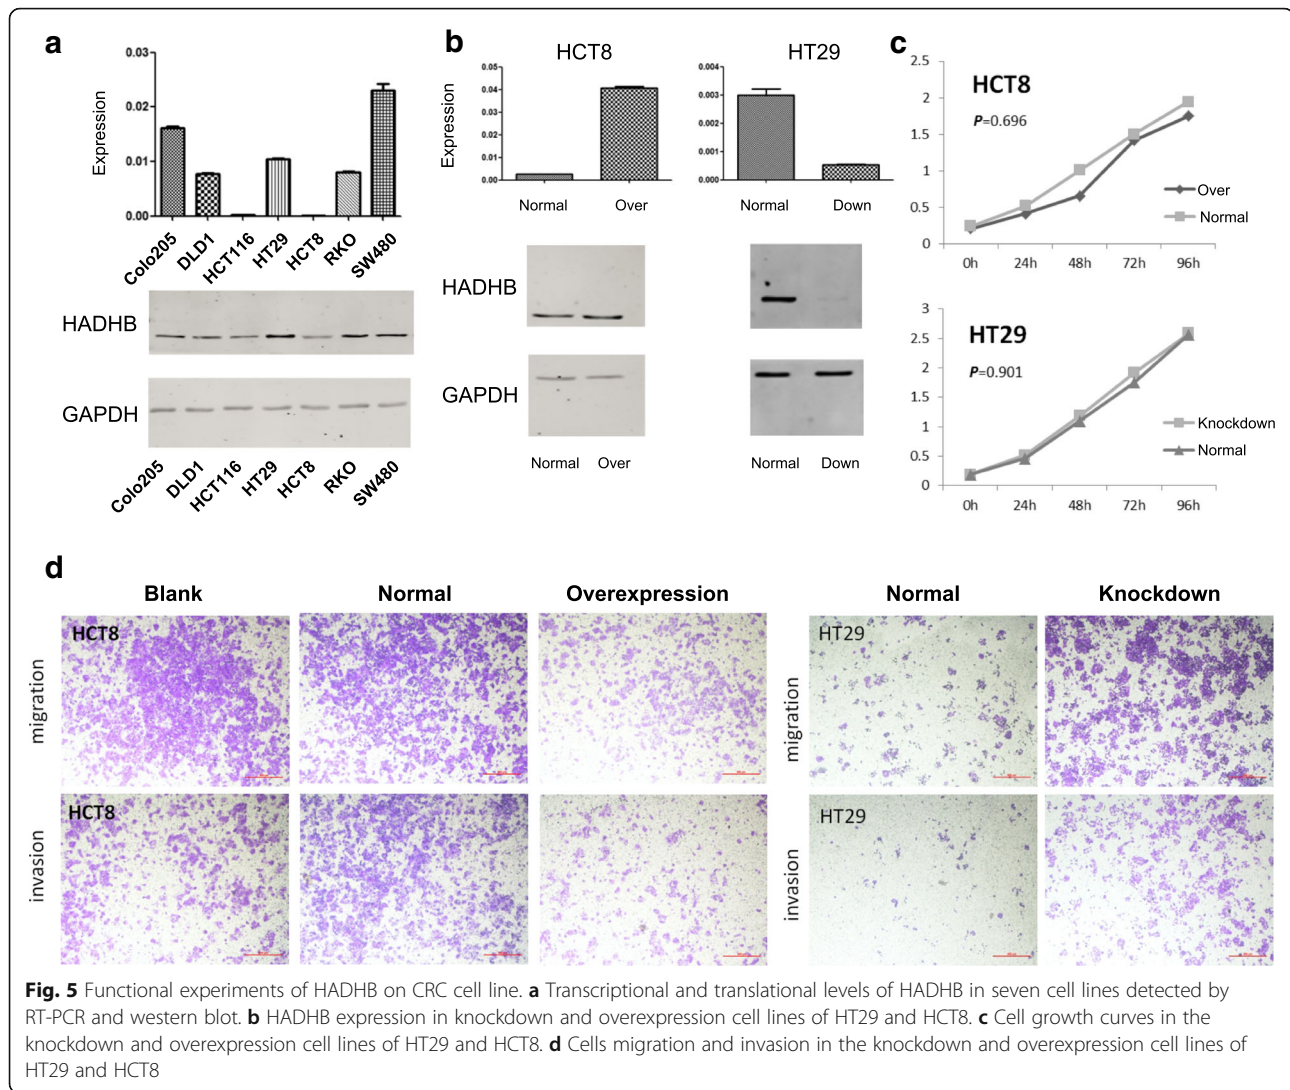 a
Expression
0.03
0.02
0.01
0.00
Colo205
DLD1
HCT116
HT29
HCT8
RKO
SW480
HADHB
GAPDH
Colo205
DLD1
HCT116
HT29
HCT8
RKO
SW480
b
HCT8
Expression
0.05
0.04
0.03
0.02
0.01
0.00
Normal
Over
HT29
0.004
0.003
0.002
0.001
0.000
Normal
Down
HADHB
GAPDH
Normal
Over
Normal
Down
c
2.5
2
1.5
1
0.5
0
HCT8
P=0.696
Over
Normal
0h
24h
48h
72h
96h
3
2.5
2
1.5
1
0.5
0
HT29
P=0.901
Knockdown
Normal
0h
24h
48h
72h
96h
d
Blank
Normal
Overexpression
Normal
Knockdown
migration
HCT8
migration
HT29
invasion
HCT8
invasion
HT29
Fig. 5 Functional experiments of HADHB on CRC cell line. a Transcriptional and translational levels of HADHB in seven cell lines detected by
RT-PCR and western blot. b HADHB expression in knockdown and overexpression cell lines of HT29 and HCT8. c Cell growth curves in the
knockdown and overexpression cell lines of HT29 and HCT8. d Cells migration and invasion in the knockdown and overexpression cell lines of
HT29 and HCT8